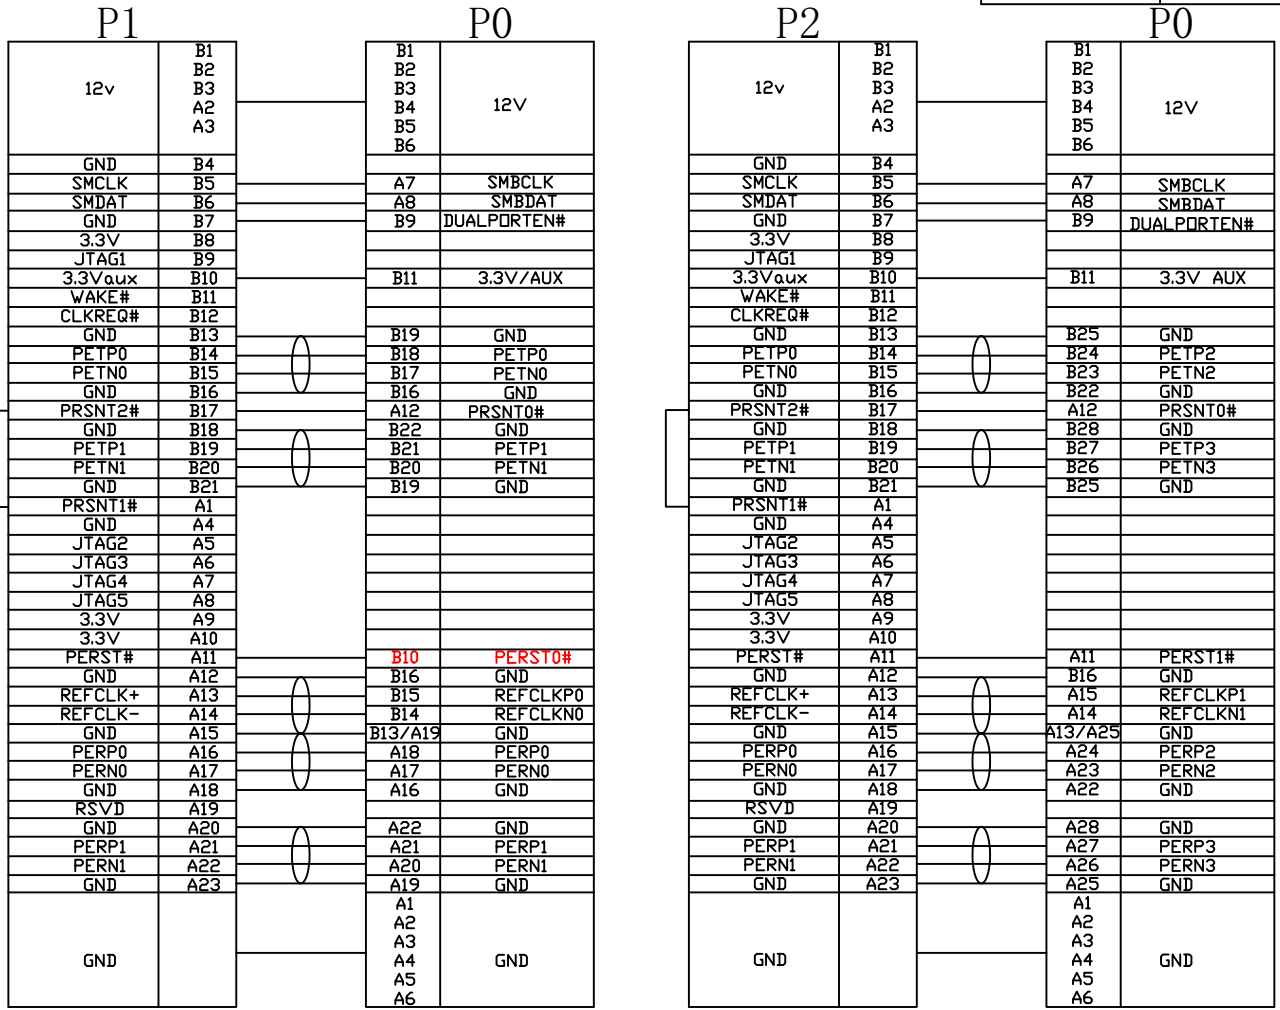 P1 P0
B1 B1
B2 B2
12v B3 B3
A2 B4 12V
A3 B5
B6
GND B4
SMCLK B5 A7 SMBCLK
SMDAT B6 A8 SMBDAT
GND B7 B9 DUALPORTEN#
3.3V B8
JTAG1 B9
3.3Vaux B10 B11 3.3V/AUX
WAKE# B11
CLKREQ# B12
GND B13 B19 GND
PETP0 B14 B18 PETP0
PETN0 B15 B17 PETN0
GND B16 B16 GND
PRSNT2# B17 A12 PRSNT0#
GND B18 B22 GND
PETP1 B19 B21 PETP1
PETN1 B20 B20 PETN1
GND B21 B19 GND
PRSNT1# A1
GND A4
JTAG2 A5
JTAG3 A6
JTAG4 A7
JTAG5 A8
3.3V A9
3.3V A10
PERST# A11 B10 PERST0#
GND A12 B16 GND
REFCLK+ A13 B15 REFCLKP0
REFCLK- A14 B14 REFCLKN0
GND A15 B13/A19 GND
PERP0 A16 A18 PERP0
PERN0 A17 A17 PERN0
GND A18 A16 GND
RSVD A19
GND A20 A22 GND
PERP1 A21 A21 PERP1
PERN1 A22 A20 PERN1
GND A23 A19 GND
A1
A2
A3
GND A4 GND
A5
A6
P2 P0
B1 B1
B2 B2
12v B3 B3
A2 B4 12V
A3 B5
B6
GND B4
SMCLK B5 A7 SMBCLK
SMDAT B6 A8 SMBDAT
GND B7 B9 DUALPORTEN#
3.3V B8
JTAG1 B9
3.3Vaux B10 B11 3.3V AUX
WAKE# B11
CLKREQ# B12
GND B13 B25 GND
PETP0 B14 B24 PETP2
PETN0 B15 B23 PETN2
GND B16 B22 GND
PRSNT2# B17 A12 PRSNT0#
GND B18 B28 GND
PETP1 B19 B27 PETP3
PETN1 B20 B26 PETN3
GND B21 B25 GND
PRSNT1# A1
GND A4
JTAG2 A5
JTAG3 A6
JTAG4 A7
JTAG5 A8
3.3V A9
3.3V A10
PERST# A11 A11 PERST1#
GND A12 B16 GND
REFCLK+ A13 A15 REFCLKP1
REFCLK- A14 A14 REFCLKN1
GND A15 A13/A25 GND
PERP0 A16 A24 PERP2
PERN0 A17 A23 PERN2
GND A18 A22 GND
RSVD A19
GND A20 A28 GND
PERP1 A21 A27 PERP3
PERN1 A22 A26 PERN3
GND A23 A25 GND
A1
A2
A3
GND A4 GND
A5
A6